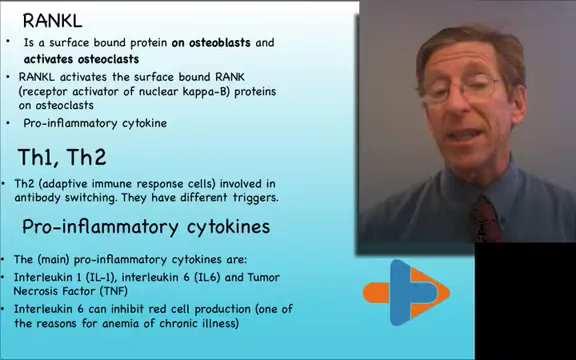 RANKL
• Is a surface bound protein on osteoblasts and
activates osteoclasts
• RANKL activates the surface bound RANK
(receptor activator of nuclear kappa-B) proteins
on osteoclasts
• Pro-inflammatory cytokine
Th1, Th2
• Th2 (adaptive immune response cells) involved in
antibody switching. They have different triggers.
Pro-inflammatory cytokines
• The (main) pro-inflammatory cytokines are:
• Interleukin 1 (IL-1), interleukin 6 (IL6) and Tumor
Necrosis Factor (TNF)
• Interleukin 6 can inhibit red cell production (one of
the reasons for anemia of chronic illness)